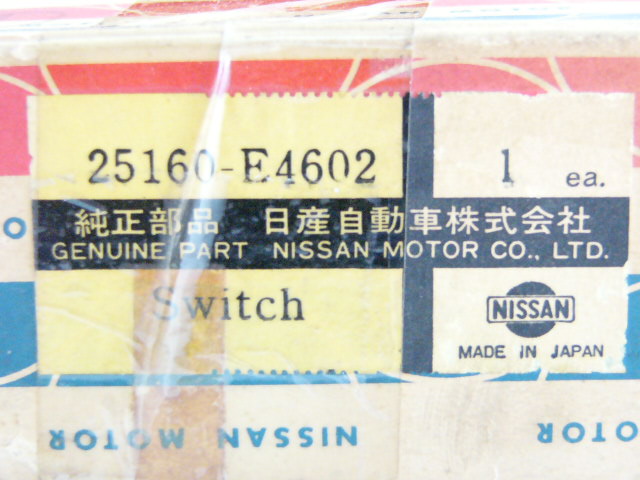 25160-E4602 1 ea.
純正部品 日産自動車株式会社
GENUINE PART NISSAN MOTOR CO., LTD.
Switch
NISSAN
MADE IN JAPAN
NISSAN MOTOR
MOTOR